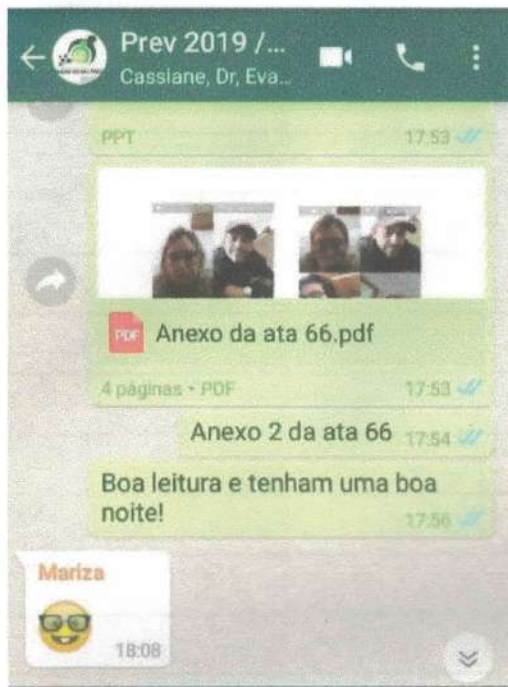 Prev 2019 /...
Cassiane, Dr, Eva...
PPT 17:53
PDF Anexo da ata 66.pdf
4 páginas • PDF 17:53
Anexo 2 da ata 66 17:54
Boa leitura e tenham uma boa
noite!
17:56
Mariza
18:08